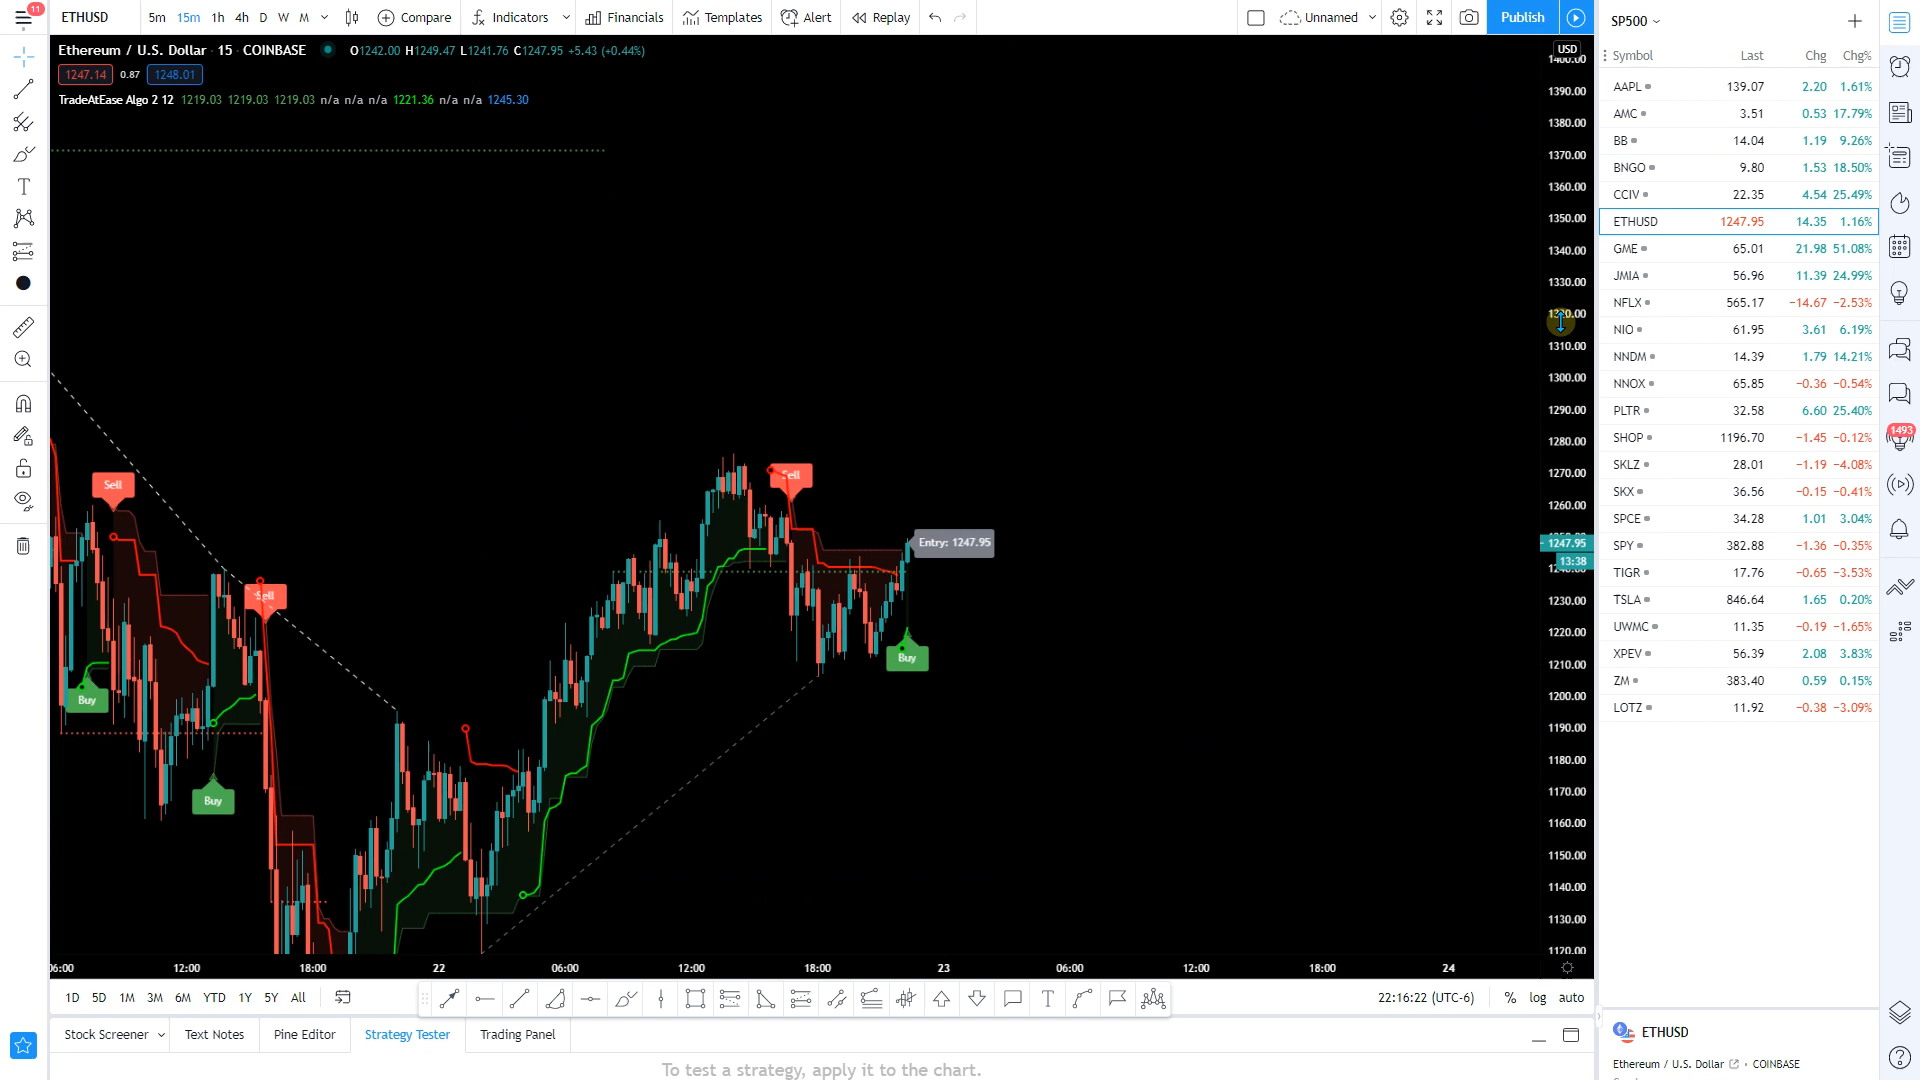 11
ETHUSD
5m 15m 1h 4h D W M
Compare
Indicators
Financials
Templates
Alert
Replay
Unnamed
Publish
SP500
Ethereum / U.S. Dollar · 15 · COINBASE
O1242.00 H1249.47 L1241.76 C1247.95 +5.43 (+0.44%)
1247.14 0.87 1248.01
TradeAtEase Algo 2 12 1219.03 1219.03 1219.03 n/a n/a n/a 1221.36 n/a n/a 1245.30
USD
1400.00
1390.00
1380.00
1370.00
1360.00
1350.00
1340.00
1330.00
1320.00
1310.00
1300.00
1290.00
1280.00
1270.00
1260.00
1247.95
13:38
1230.00
1220.00
1210.00
1200.00
1190.00
1180.00
1170.00
1160.00
1150.00
1140.00
1130.00
1120.00
Sell
Sell
Sell
Buy
Buy
Buy
Entry: 1247.95
06:00 12:00 18:00 22 06:00 12:00 18:00 23 06:00 12:00 18:00 24
Symbol Last Chg Chg%
AAPL 139.07 2.20 1.61%
AMC 3.51 0.53 17.79%
BB 14.04 1.19 9.26%
BNGO 9.80 1.53 18.50%
CCIV 22.35 4.54 25.49%
ETHUSD 1247.95 14.35 1.16%
GME 65.01 21.98 51.08%
JMIA 56.96 11.39 24.99%
NFLX 565.17 −14.67 −2.53%
NIO 61.95 3.61 6.19%
NNDM 14.39 1.79 14.21%
NNOX 65.85 −0.36 −0.54%
PLTR 32.58 6.60 25.40%
SHOP 1196.70 −1.45 −0.12%
SKLZ 28.01 −1.19 −4.08%
SKX 36.56 −0.15 −0.41%
SPCE 34.28 1.01 3.04%
SPY 382.88 −1.36 −0.35%
TIGR 17.76 −0.65 −3.53%
TSLA 846.64 1.65 0.20%
UWMC 11.35 −0.19 −1.65%
XPEV 56.39 2.08 3.83%
ZM 383.40 0.59 0.15%
LOTZ 11.92 −0.38 −3.09%
1493
1D 5D 1M 3M 6M YTD 1Y 5Y All
22:16:22 (UTC-6) % log auto
Stock Screener
Text Notes
Pine Editor
Strategy Tester
Trading Panel
To test a strategy, apply it to the chart.
ETHUSD
Ethereum / U.S. Dollar · COINBASE